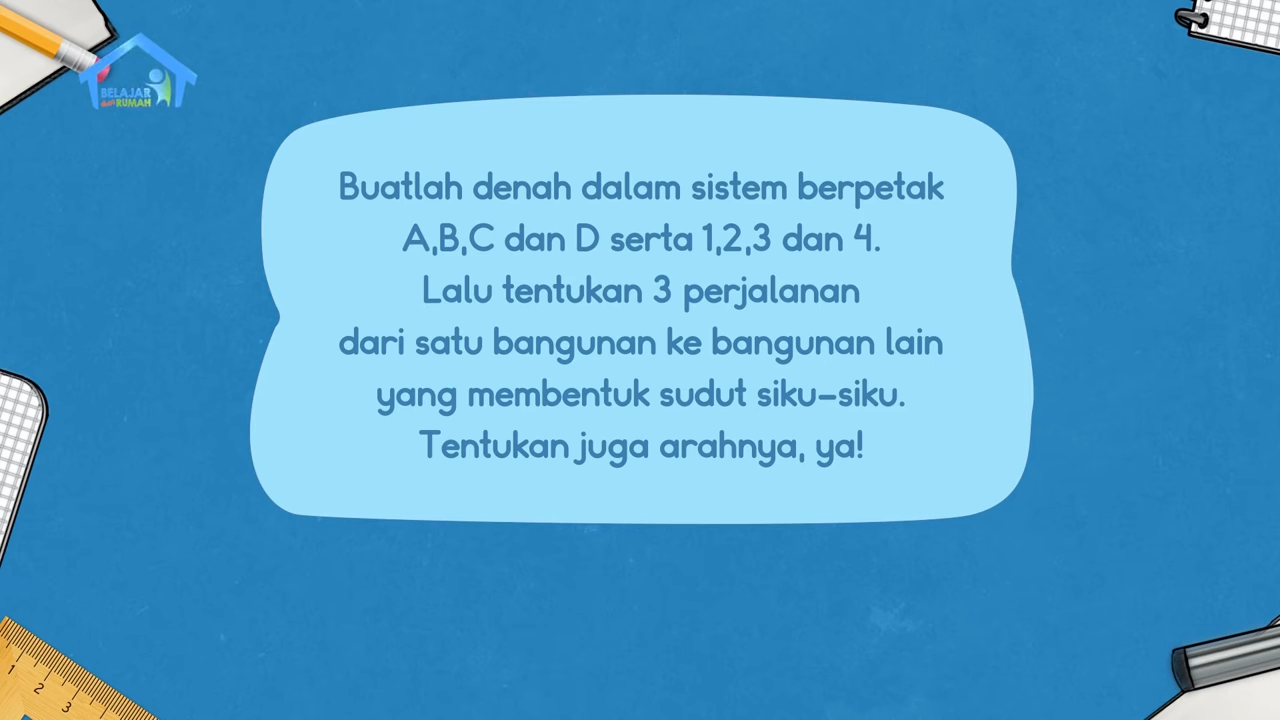 BELAJAR
dari RUMAH
Buatlah denah dalam sistem berpetak
A,B,C dan D serta 1,2,3 dan 4.
Lalu tentukan 3 perjalanan
dari satu bangunan ke bangunan lain
yang membentuk sudut siku-siku.
Tentukan juga arahnya, ya!
1
2
3